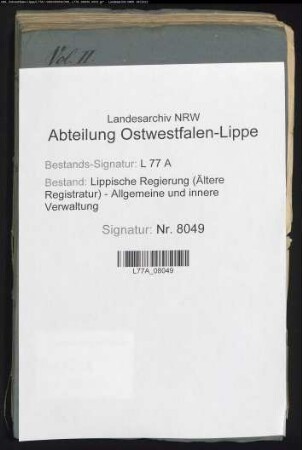 Vol. II.
Landesarchiv NRW
Abteilung Ostwestfalen-Lippe
Bestands-Signatur: L 77 A
Bestand: Lippische Regierung (Ältere
Registratur) - Allgemeine und innere
Verwaltung
Signatur: Nr. 8049
L77A_08049